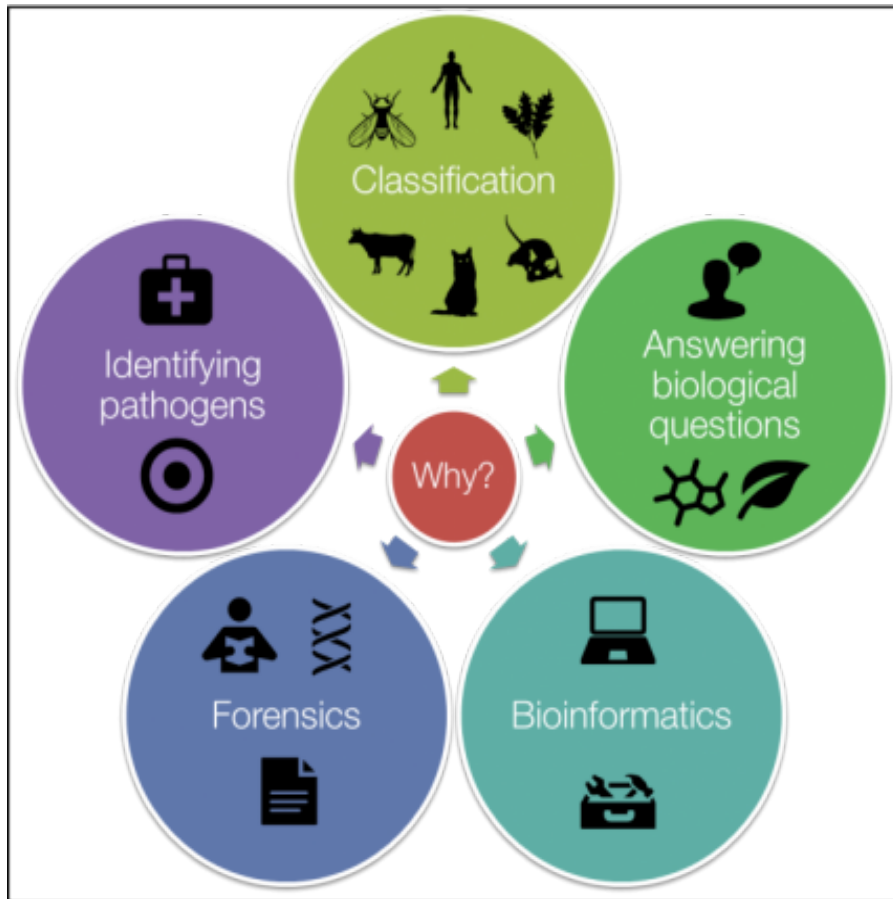 Classification
Identifying
pathogens
Answering
biological
questions
Why?
Forensics
Bioinformatics